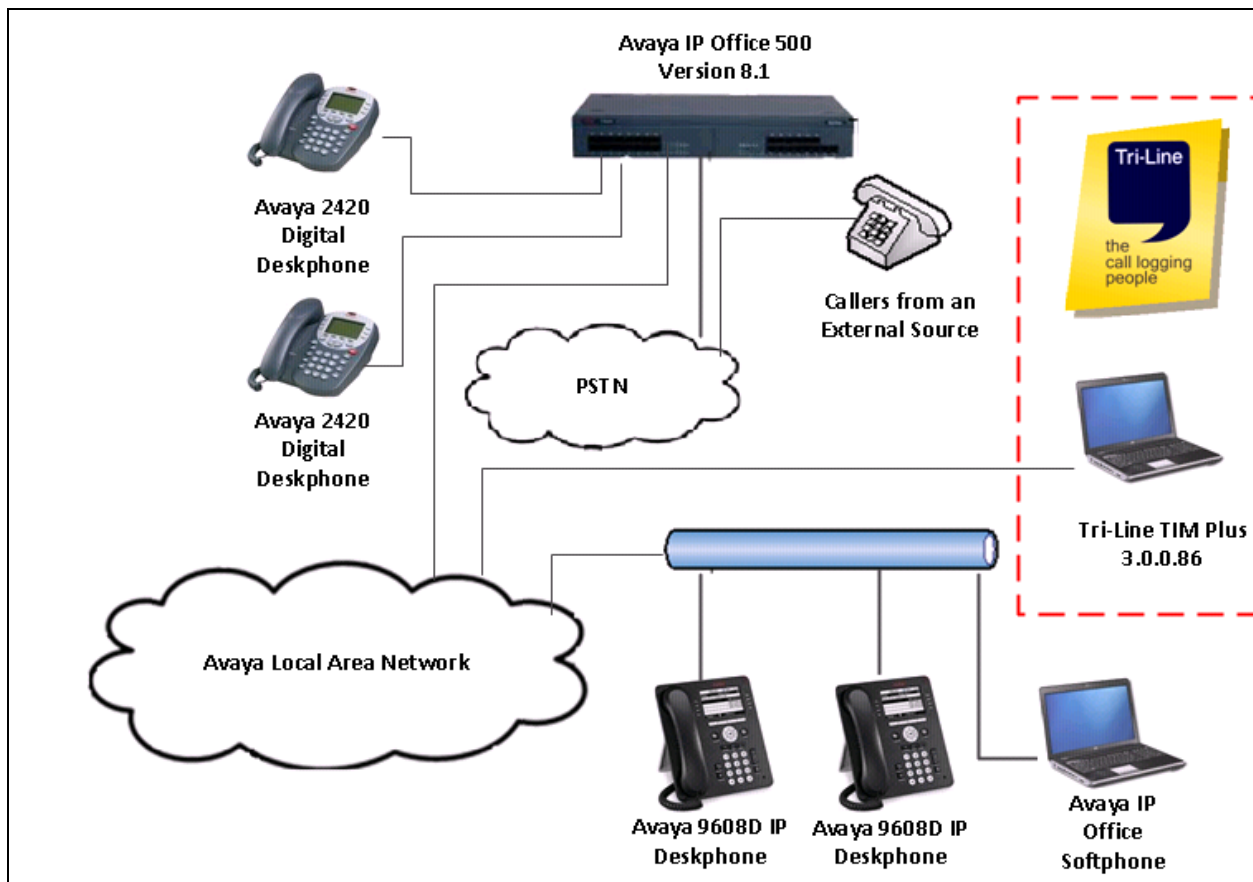 Avaya IP Office 500
Version 8.1
Avaya 2420
Digital
Deskphone
Tri-Line
the
call logging
people
Callers from an
External Source
Avaya 2420
Digital
Deskphone
PSTN
Tri-Line TIM Plus
3.0.0.86
Avaya Local Area Network
Avaya 9608D IP
Deskphone
Avaya 9608D IP
Deskphone
Avaya IP
Office
Softphone